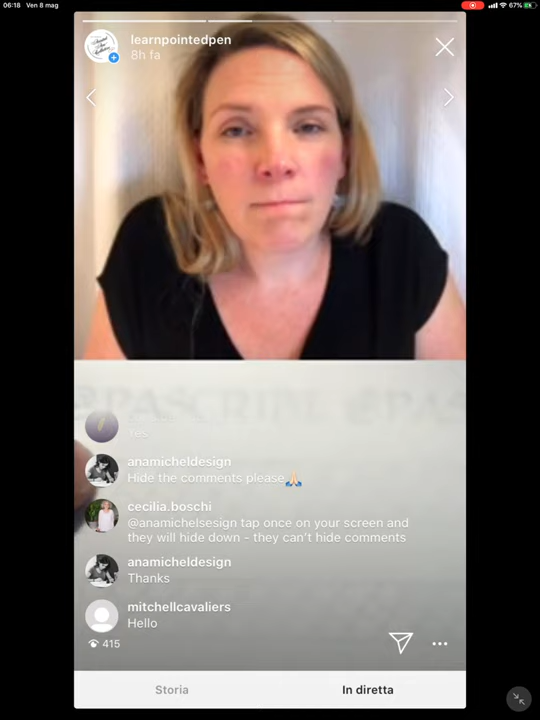 06:18 Ven 8 mag
67%
learnpointedpen
8h fa
yes
anamicheldesign
Hide the comments please🙏🏻
cecilia.boschi
@anamichelsesign tap once on your screen and
they will hide down - they can't hide comments
anamicheldesign
Thanks
mitchellcavaliers
Hello
415
Storia
In diretta